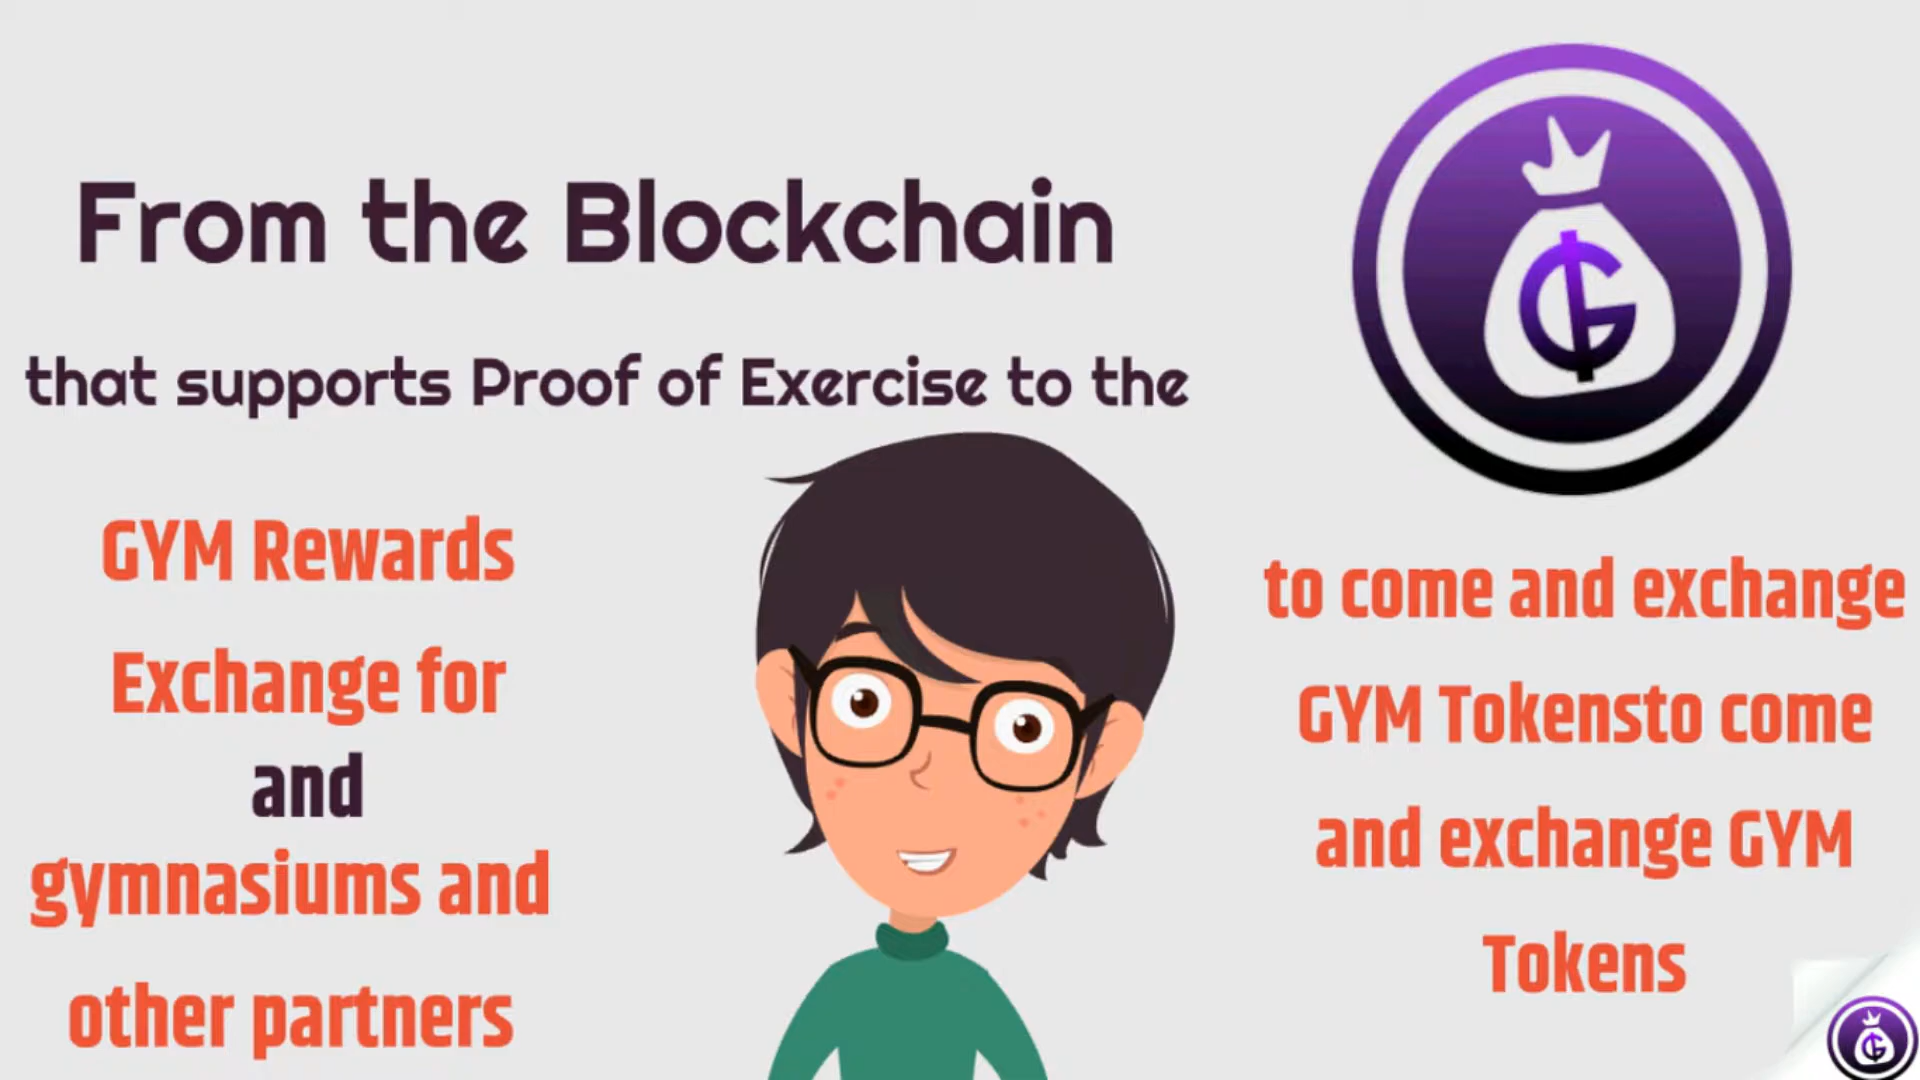 From the Blockchain
that supports Proof of Exercise to the
GYM Rewards
Exchange for
and
gymnasiums and
other partners
to come and exchange
GYM Tokensto come
and exchange GYM
Tokens